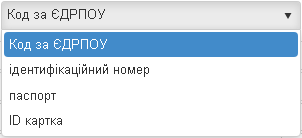 Код за ЄДРПОУ
Код за ЄДРПОУ
ідентифікаційний номер
паспорт
ID картка